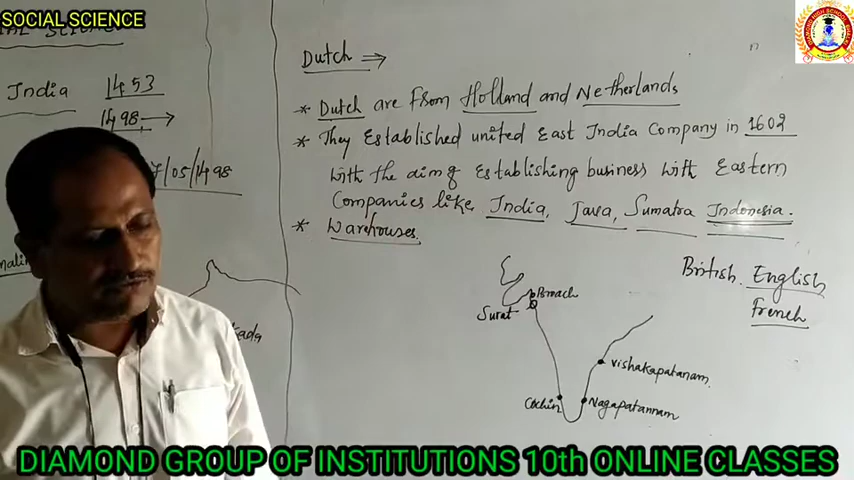 SOCIAL SCIENCE
India 1453
1498
/05/1498
Dutch ⇒
* Dutch are From Holland and Netherlands
* They Established united East India Company in 1602
with the aim of establishing business with Eastern
Companies like India, Java, Sumatra Indonesia.
* Warehouses.
British. English
French
Broach
Surat
Vishakapatanam.
Cochin
Nagapatannam
DIAMOND GROUP OF INSTITUTIONS 10th ONLINE CLASSES